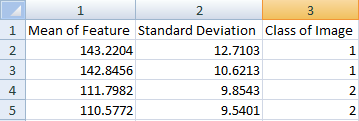 1 2 3
1 Mean of Feature Standard Deviation Class of Image
2 143.2204 12.7103 1
3 142.8456 10.6213 1
4 111.7982 9.8543 2
5 110.5772 9.5401 2